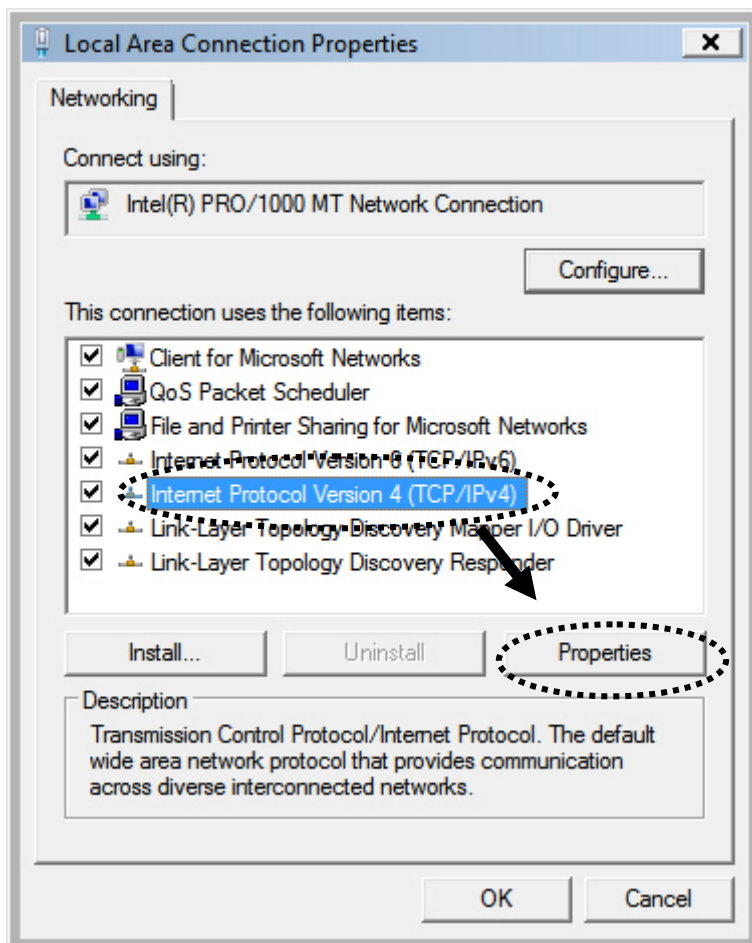 Local Area Connection Properties
Networking
Connect using:
Intel(R) PRO/1000 MT Network Connection
Configure...
This connection uses the following items:
Client for Microsoft Networks
QoS Packet Scheduler
File and Printer Sharing for Microsoft Networks
Internet Protocol Version 6 (TCP/IPv6)
Internet Protocol Version 4 (TCP/IPv4)
Link-Layer Topology Discovery Mapper I/O Driver
Link-Layer Topology Discovery Responder
Install... Uninstall Properties
Description
Transmission Control Protocol/Internet Protocol. The default
wide area network protocol that provides communication
across diverse interconnected networks.
OK Cancel